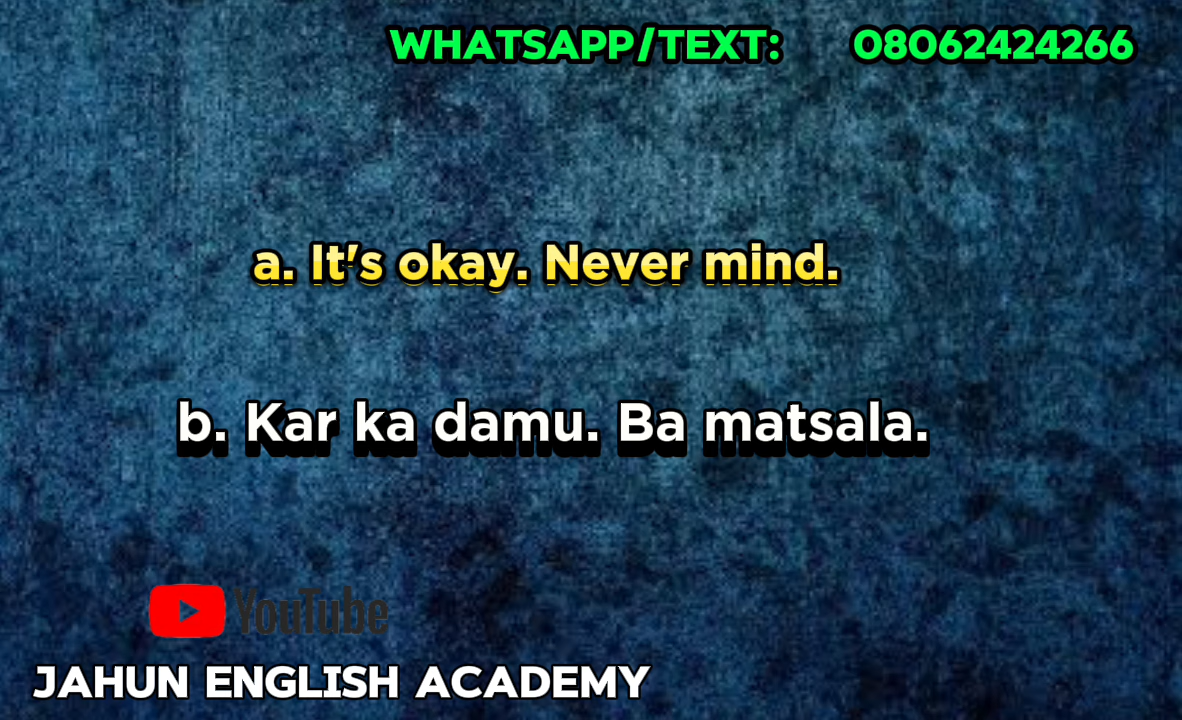 WHATSAPP/TEXT: 08062424266
a. It's okay. Never mind.
b. Kar ka damu. Ba matsala.
YouTube
JAHUN ENGLISH ACADEMY